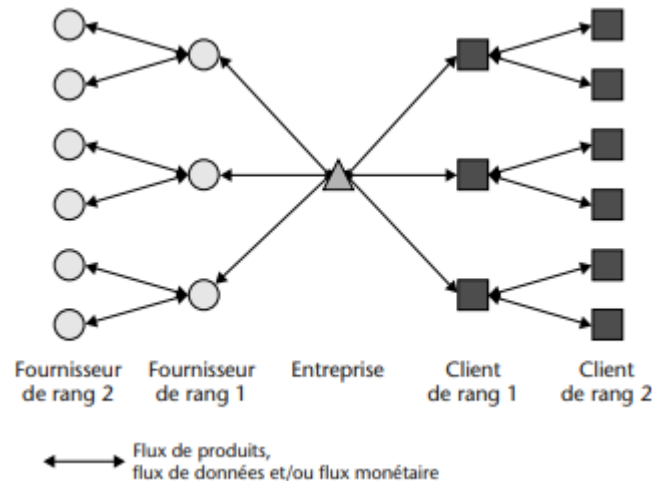 Fournisseur Fournisseur Entreprise Client Client
de rang 2 de rang 1 de rang 1 de rang 2
Flux de produits,
flux de données et/ou flux monétaire